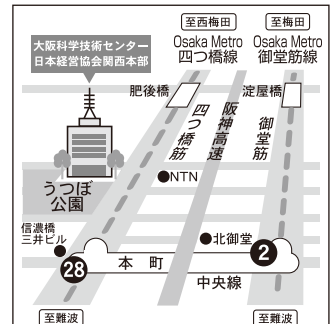 至西梅田
至梅田
Osaka Metro
四つ橋線
Osaka Metro
御堂筋線
大阪科学技術センター
日本経営協会関西本部
肥後橋
淀屋橋
四つ橋筋
阪神高速
御堂筋
うつぼ
公園
●NTN
信濃橋
三井ビル
●北御堂
28
2
本町
中央線
至難波
至難波